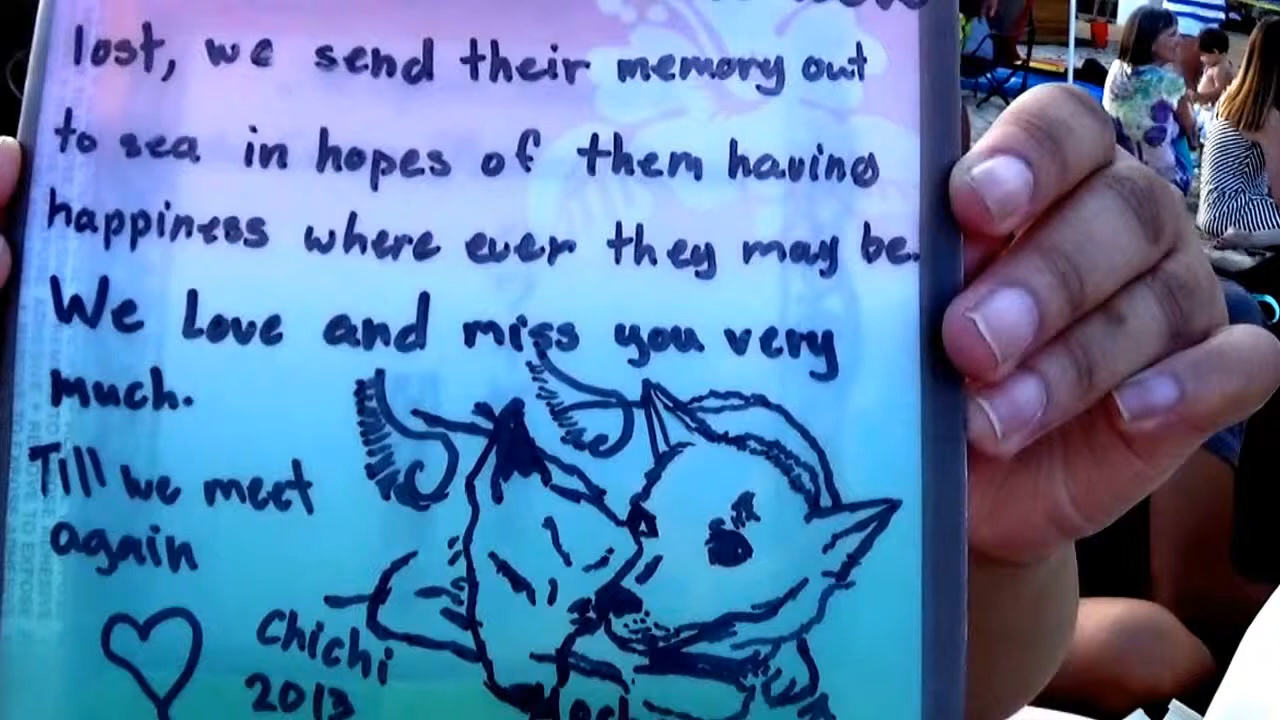 lost, we send their memory out
to sea in hopes of them having
happiness where ever they may be.
We Love and miss you very
much.
Till we meet
again
Chichi
2013